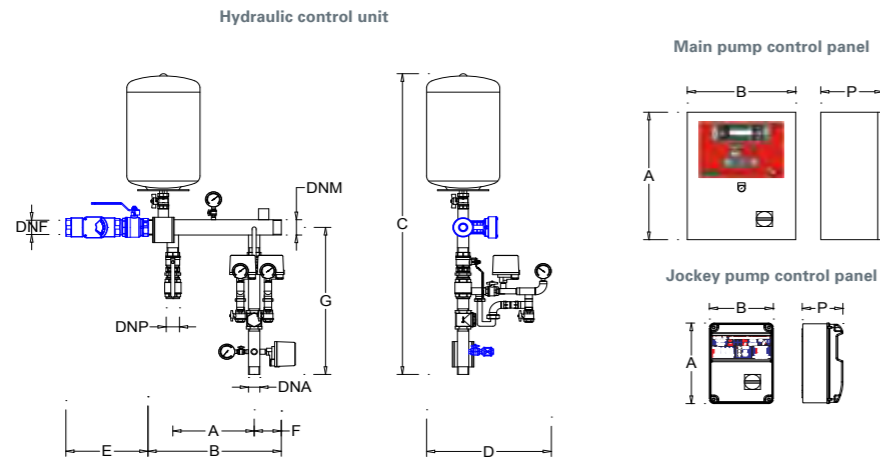 Hydraulic control unit
Main pump control panel
B
P
A
DNM
DNF
C
G
DNP
DNA
Jockey pump control panel
B
P
A
A
F
E
B
D